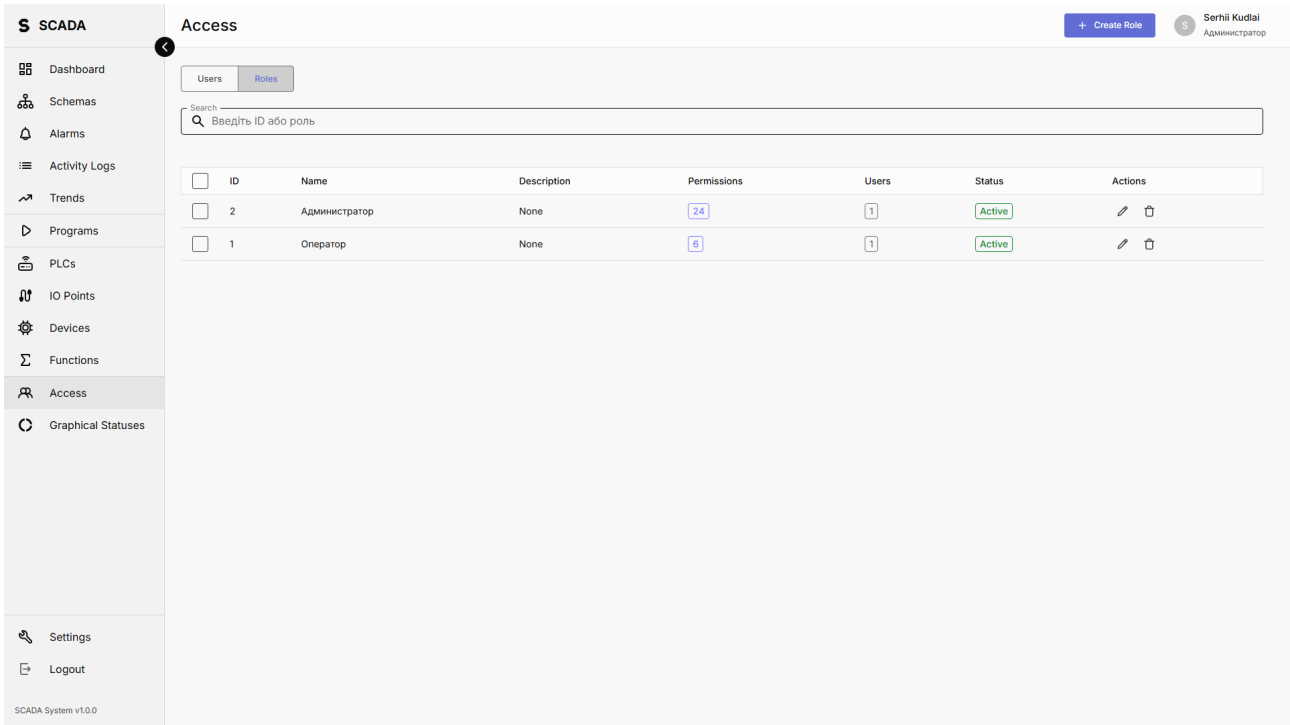 S SCADA
Access
+ Create Role
S
Serhii Kudlai
Администратор
Dashboard
Schemas
Alarms
Activity Logs
Trends
Programs
PLCs
IO Points
Devices
Functions
Access
Graphical Statuses
Settings
Logout
SCADA System v1.0.0
Users Roles
Search
Введіть ID або роль
ID Name Description Permissions Users Status Actions
2 Администратор None 24 1 Active
1 Оператор None 6 1 Active